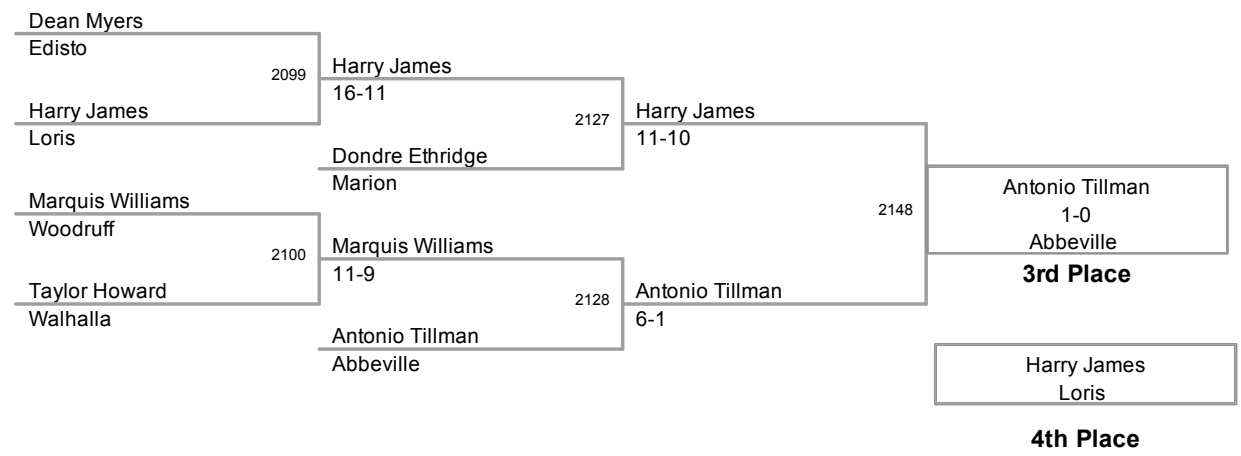 Dean Myers
Edisto
2099
Harry James
16-11
Harry James
Loris
2127
Harry James
11-10
Dondre Ethridge
Marion
Marquis Williams
Woodruff
2100
Marquis Williams
11-9
Taylor Howard
Walhalla
2128
Antonio Tillman
6-1
Antonio Tillman
Abbeville
2148
Antonio Tillman
1-0
Abbeville
3rd Place
Harry James
Loris
4th Place